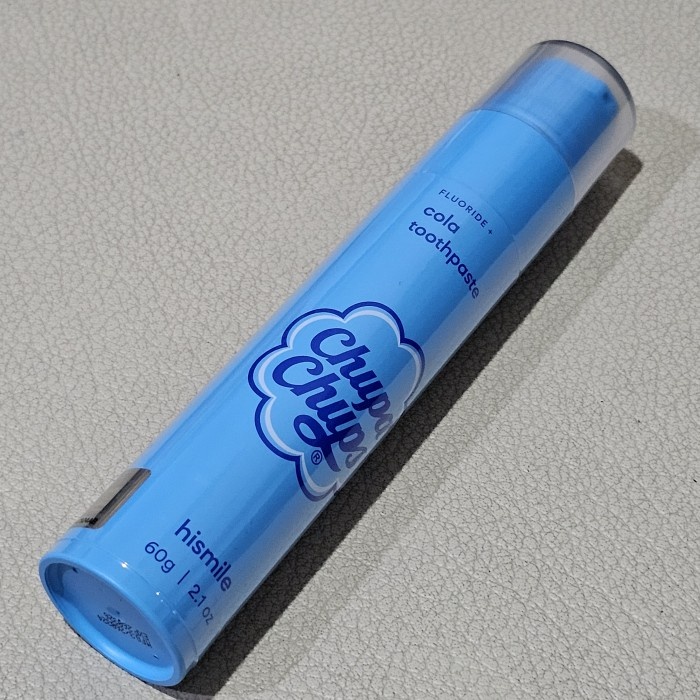 FLUORIDE +
cola
toothpaste
Chupa
Chups
®
hismile
60g | 2.1 oz